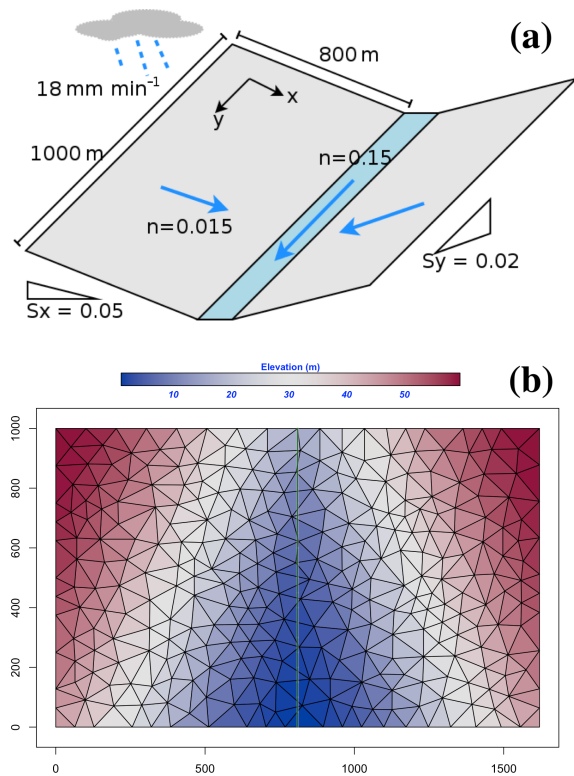 (a)
800 m
18 mm min⁻¹
x
y
1000 m
n=0.15
n=0.015
Sy = 0.02
Sx = 0.05
(b)
Elevation (m)
10 20 30 40 50
1000
800
600
400
200
0
0 500 1000 1500